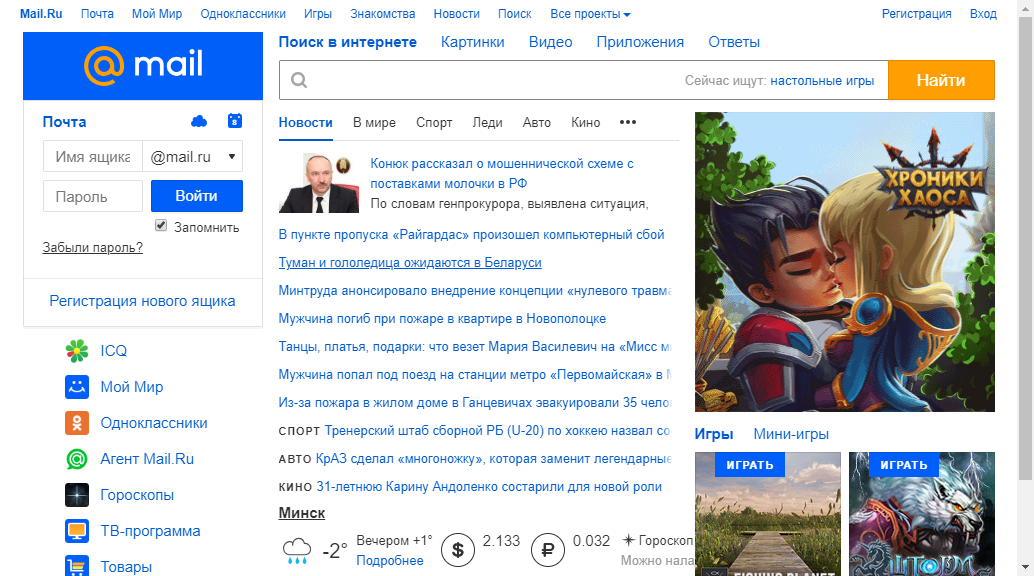 Mail.Ru Почта Мой Мир Одноклассники Игры Знакомства Новости Поиск Все проекты Регистрация Вход
@mail
Поиск в интернете Картинки Видео Приложения Ответы
Сейчас ищут: настольные игры Найти
Почта 8
Имя ящика @mail.ru
Пароль Войти
Запомнить
Забыли пароль?
Регистрация нового ящика
ICQ
Мой Мир
Одноклассники
Агент Mail.Ru
Гороскопы
ТВ-программа
Товары
Новости В мире Спорт Леди Авто Кино •••
Конюк рассказал о мошеннической схеме с
поставками молочки в РФ
По словам генпрокурора, выявлена ситуация,
В пункте пропуска «Райгардас» произошел компьютерный сбой
Туман и гололедица ожидаются в Беларуси
Минтруда анонсировало внедрение концепции «нулевого травма
Мужчина погиб при пожаре в квартире в Новополоцке
Танцы, платья, подарки: что везет Мария Василевич на «Мисс м
Мужчина попал под поезд на станции метро «Первомайская» в М
Из-за пожара в жилом доме в Ганцевичах эвакуировали 35 чело
СПОРТ Тренерский штаб сборной РБ (U-20) по хоккею назвал со
АВТО КрАЗ сделал «многоножку», которая заменит легендарные
КИНО 31-летнюю Карину Андоленко состарили для новой роли
Минск
-2° Вечером +1° $ 2.133 ₽ 0.032 Гороскоп
Подробнее Можно нала
ХРОНИКИ
ХАОСА
Игры Мини-игры
ИГРАТЬ ИГРАТЬ
FISHING PLANET
ШТОРМ